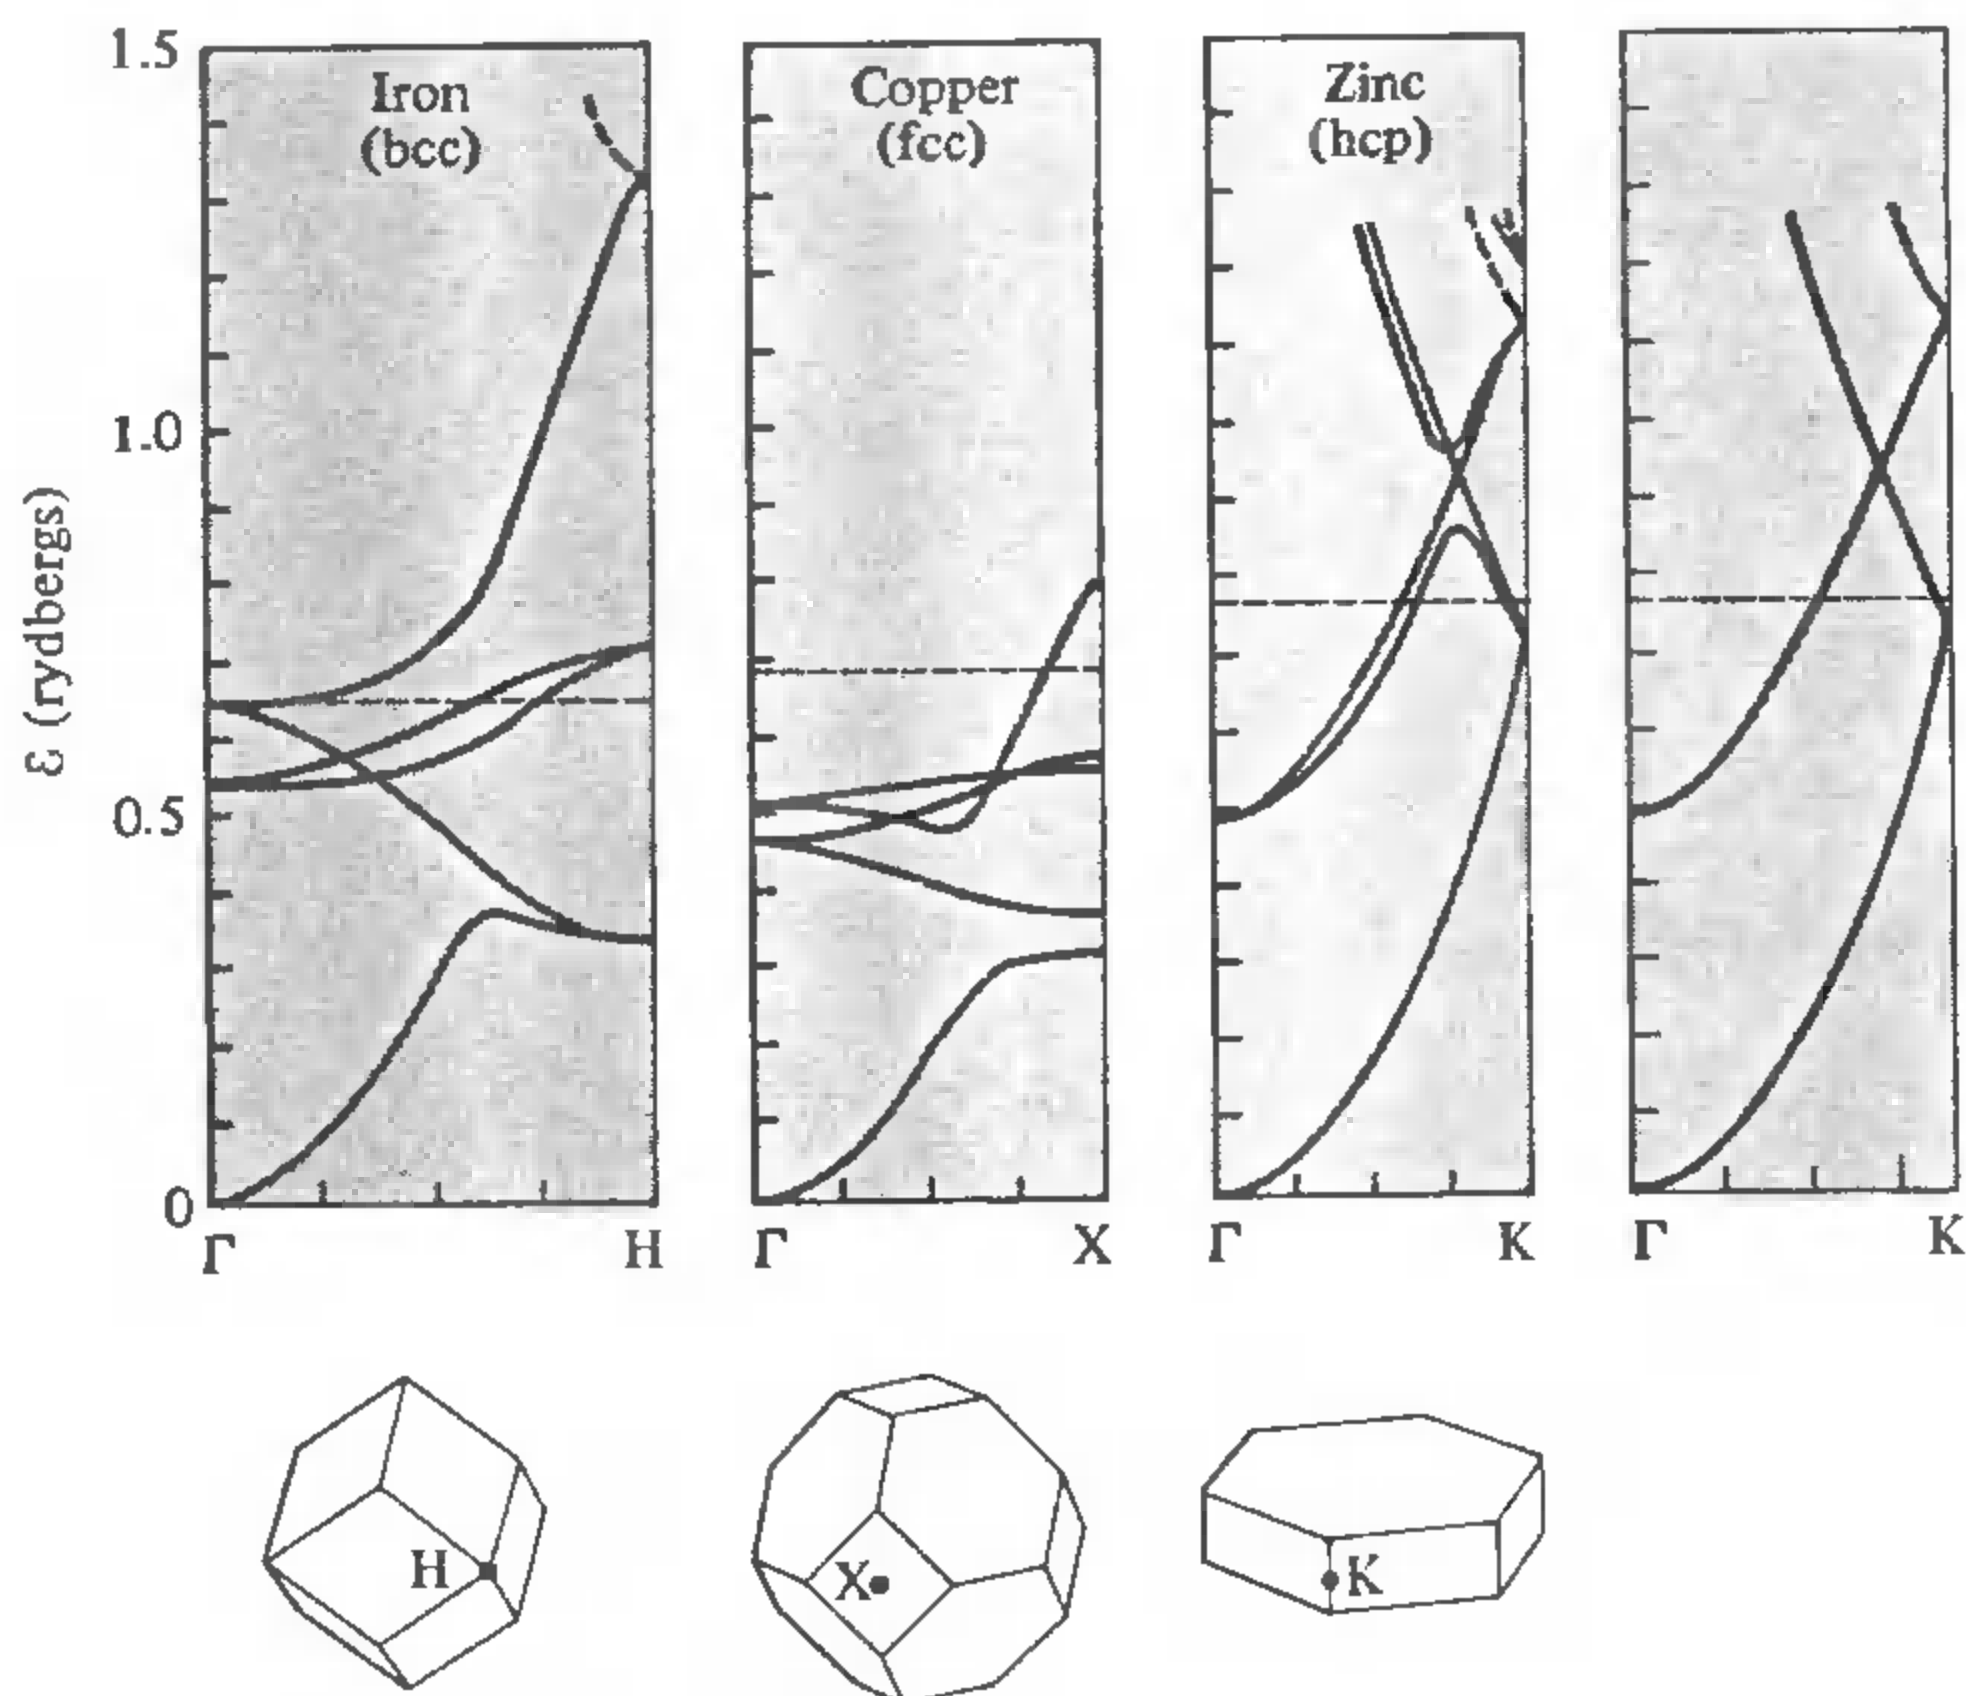 1.5
1.0
0.5
0
ℰ (rydbergs)
Iron
(bcc)
Γ H
Copper
(fcc)
Γ X
Zinc
(hcp)
Γ K
Γ K
H
X
K